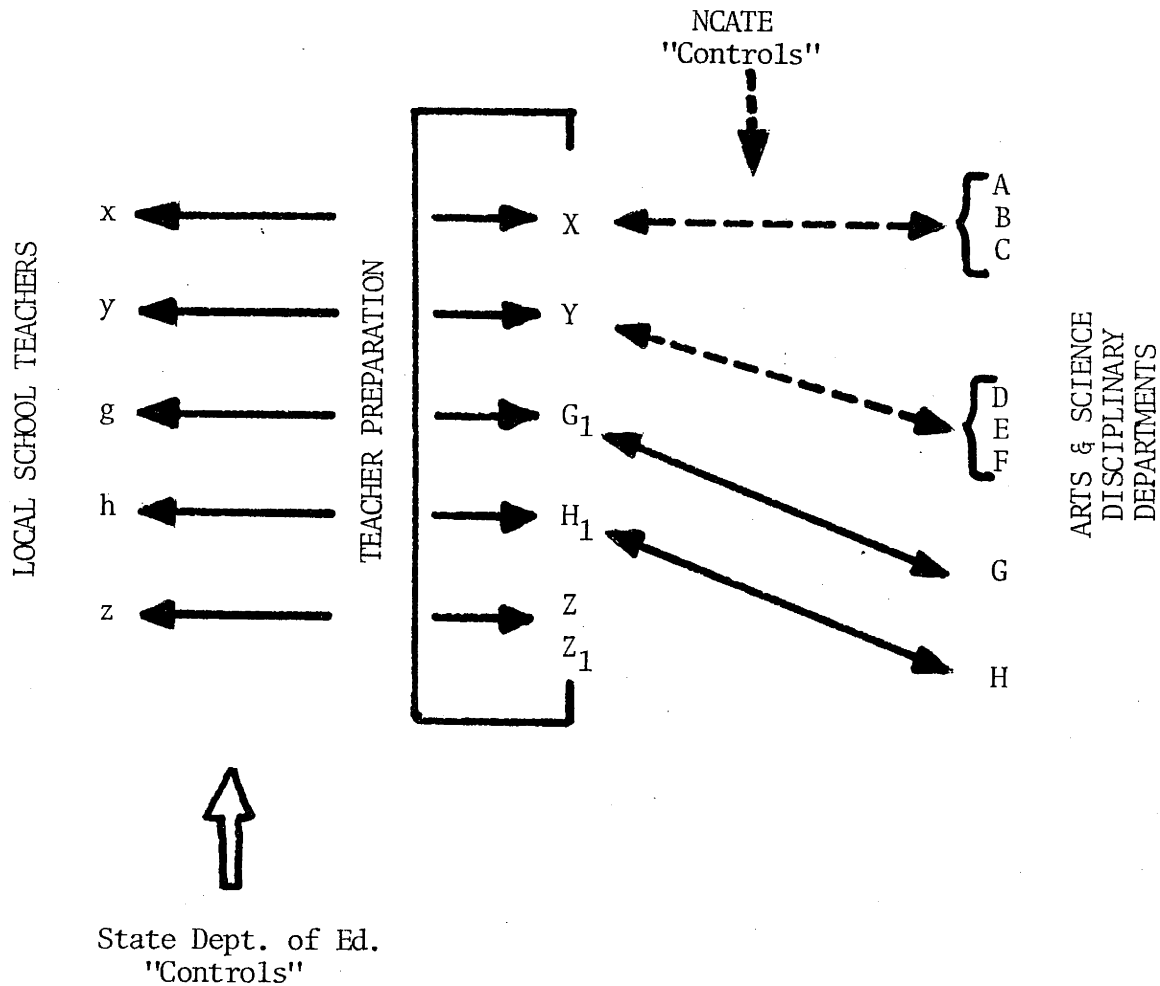 NCATE
"Controls"
LOCAL SCHOOL TEACHERS
x
y
g
h
z
TEACHER PREPARATION
X
Y
G1
H1
Z
Z1
A
B
C
D
E
F
G
H
ARTS & SCIENCE
DISCIPLINARY
DEPARTMENTS
State Dept. of Ed.
"Controls"